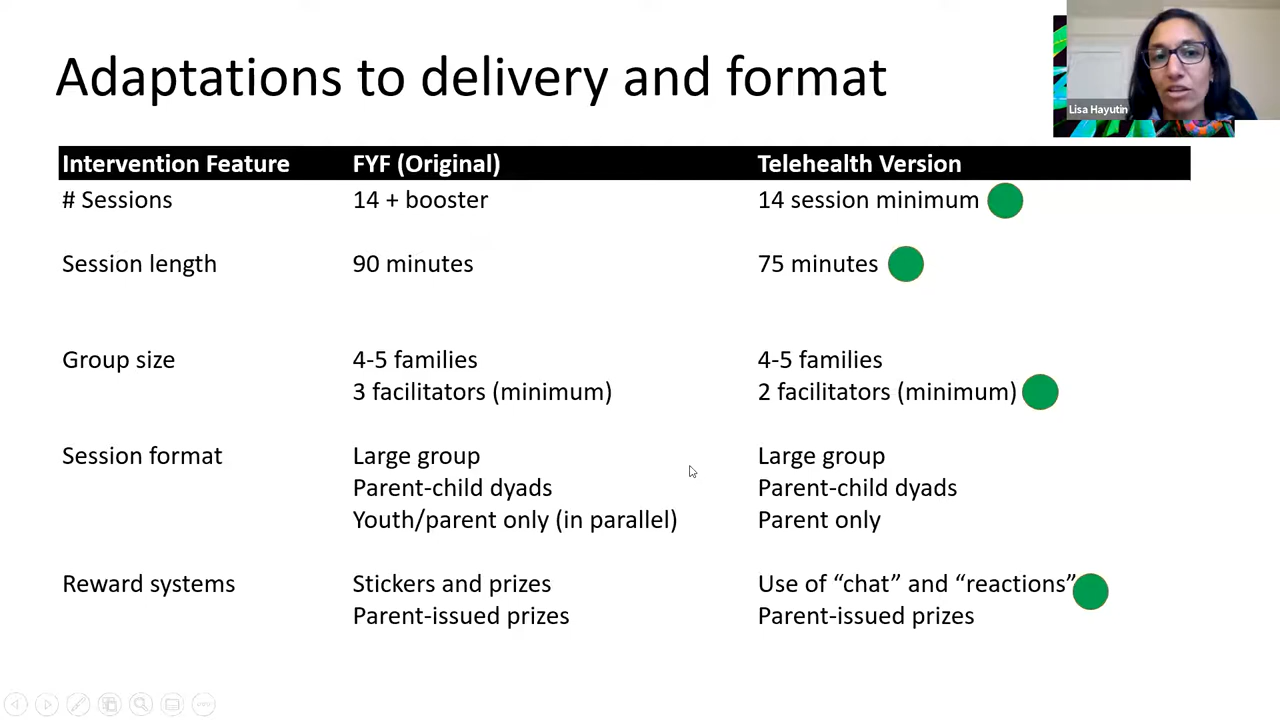 Adaptations to delivery and format
Lisa Hayutin
Intervention Feature FYF (Original) Telehealth Version
# Sessions 14 + booster 14 session minimum
Session length 90 minutes 75 minutes
Group size 4-5 families 4-5 families
3 facilitators (minimum) 2 facilitators (minimum)
Session format Large group Large group
Parent-child dyads Parent-child dyads
Youth/parent only (in parallel) Parent only
Reward systems Stickers and prizes Use of “chat” and “reactions”
Parent-issued prizes Parent-issued prizes